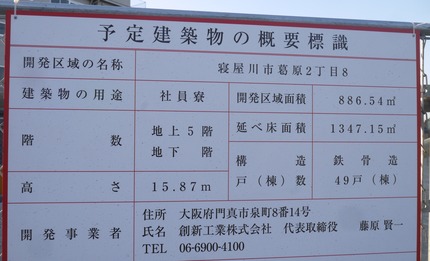 予定建築物の概要標識
開発区域の名称 寝屋川市葛原2丁目8
建築物の用途 社員寮 開発区域面積 886.54㎡
階数 地上5階 地下 階 延べ床面積 1347.15㎡
構造 鉄骨造
高さ 15.87m 戸(棟)数 49戸(棟)
開発事業者 住所 大阪府門真市泉町8番14号
氏名 創新工業株式会社 代表取締役 藤原 賢一
TEL 06-6900-4100